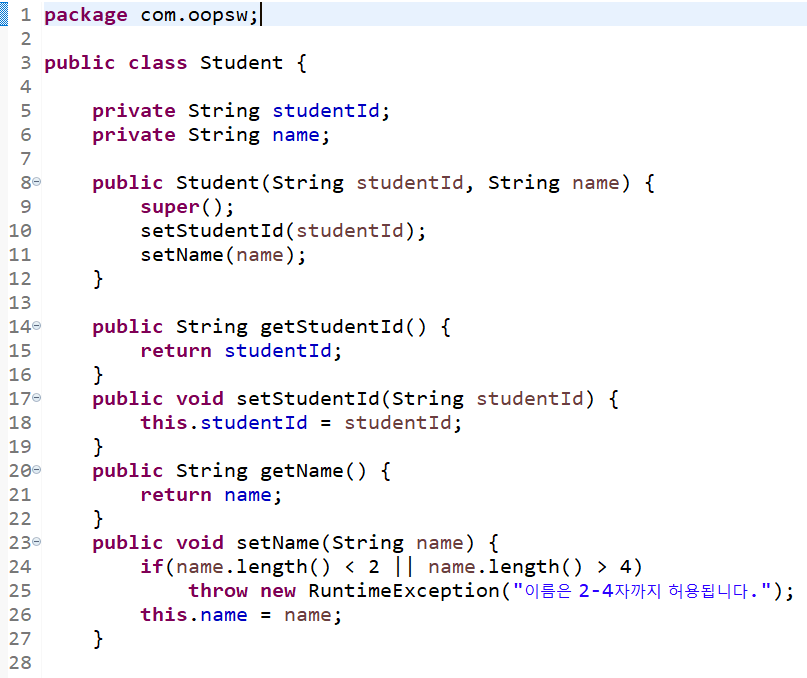 1 package com.oopsw;
2
3 public class Student {
4
5 private String studentId;
6 private String name;
7
8 public Student(String studentId, String name) {
9 super();
10 setStudentId(studentId);
11 setName(name);
12 }
13
14 public String getStudentId() {
15 return studentId;
16 }
17 public void setStudentId(String studentId) {
18 this.studentId = studentId;
19 }
20 public String getName() {
21 return name;
22 }
23 public void setName(String name) {
24 if(name.length() < 2 || name.length() > 4)
25 throw new RuntimeException("이름은 2-4자까지 허용됩니다.");
26 this.name = name;
27 }
28